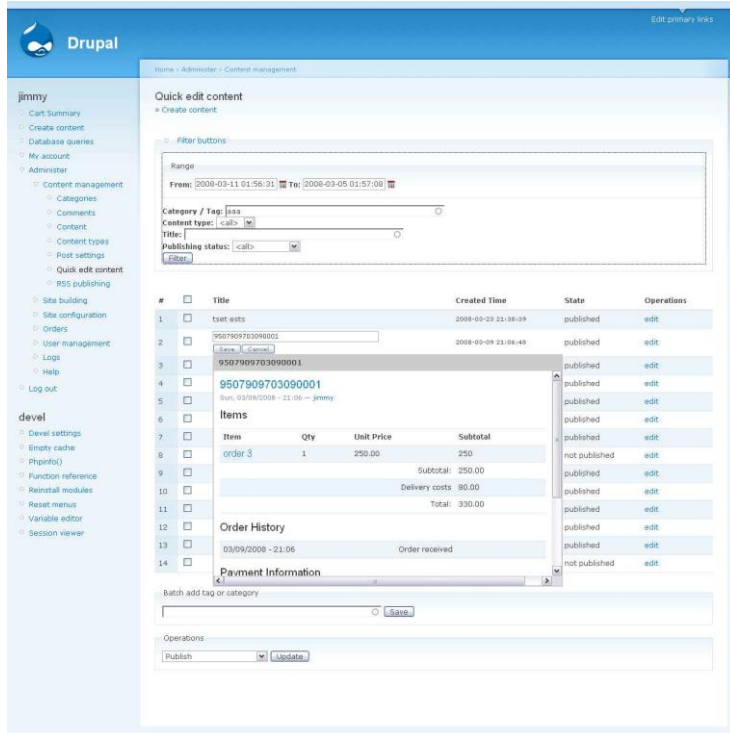 Edit primary links
Drupal
Home › Administer › Content management
jimmy
Cart Summary
Create content
Database queries
My account
Administer
Content management
Categories
Comments
Content
Content types
Post settings
Quick edit content
RSS publishing
Site building
Site configuration
Orders
User management
Logs
Help
Log out
devel
Devel settings
Empty cache
Phpinfo()
Function reference
Reinstall modules
Reset menus
Variable editor
Session viewer
Quick edit content
» Create content
Filter buttons
Range
From: 2008-03-11 01:56:31 To: 2008-03-05 01:57:08
Category / Tag: aaa
Content type: <all>
Title:
Publishing status: <all>
Filter
# Title Created Time State Operations
1 tset ests 2008-03-23 21:38:39 published edit
2 9507909703090001 2008-03-09 21:06:48 published edit
Save Cancel
3 published edit
4 published edit
5 published edit
6 published edit
7 published edit
8 not published edit
9 published edit
10 published edit
11 published edit
12 published edit
13 published edit
14 not published edit
9507909703090001
9507909703090001
Sun, 03/09/2008 - 21:06 — jimmy
Items
Item Qty Unit Price Subtotal
order 3 1 250.00 250
Subtotal: 250.00
Delivery costs 80.00
Total: 330.00
Order History
03/09/2008 - 21:06 Order received
Payment Information
Batch add tag or category
Save
Operations
Publish Update